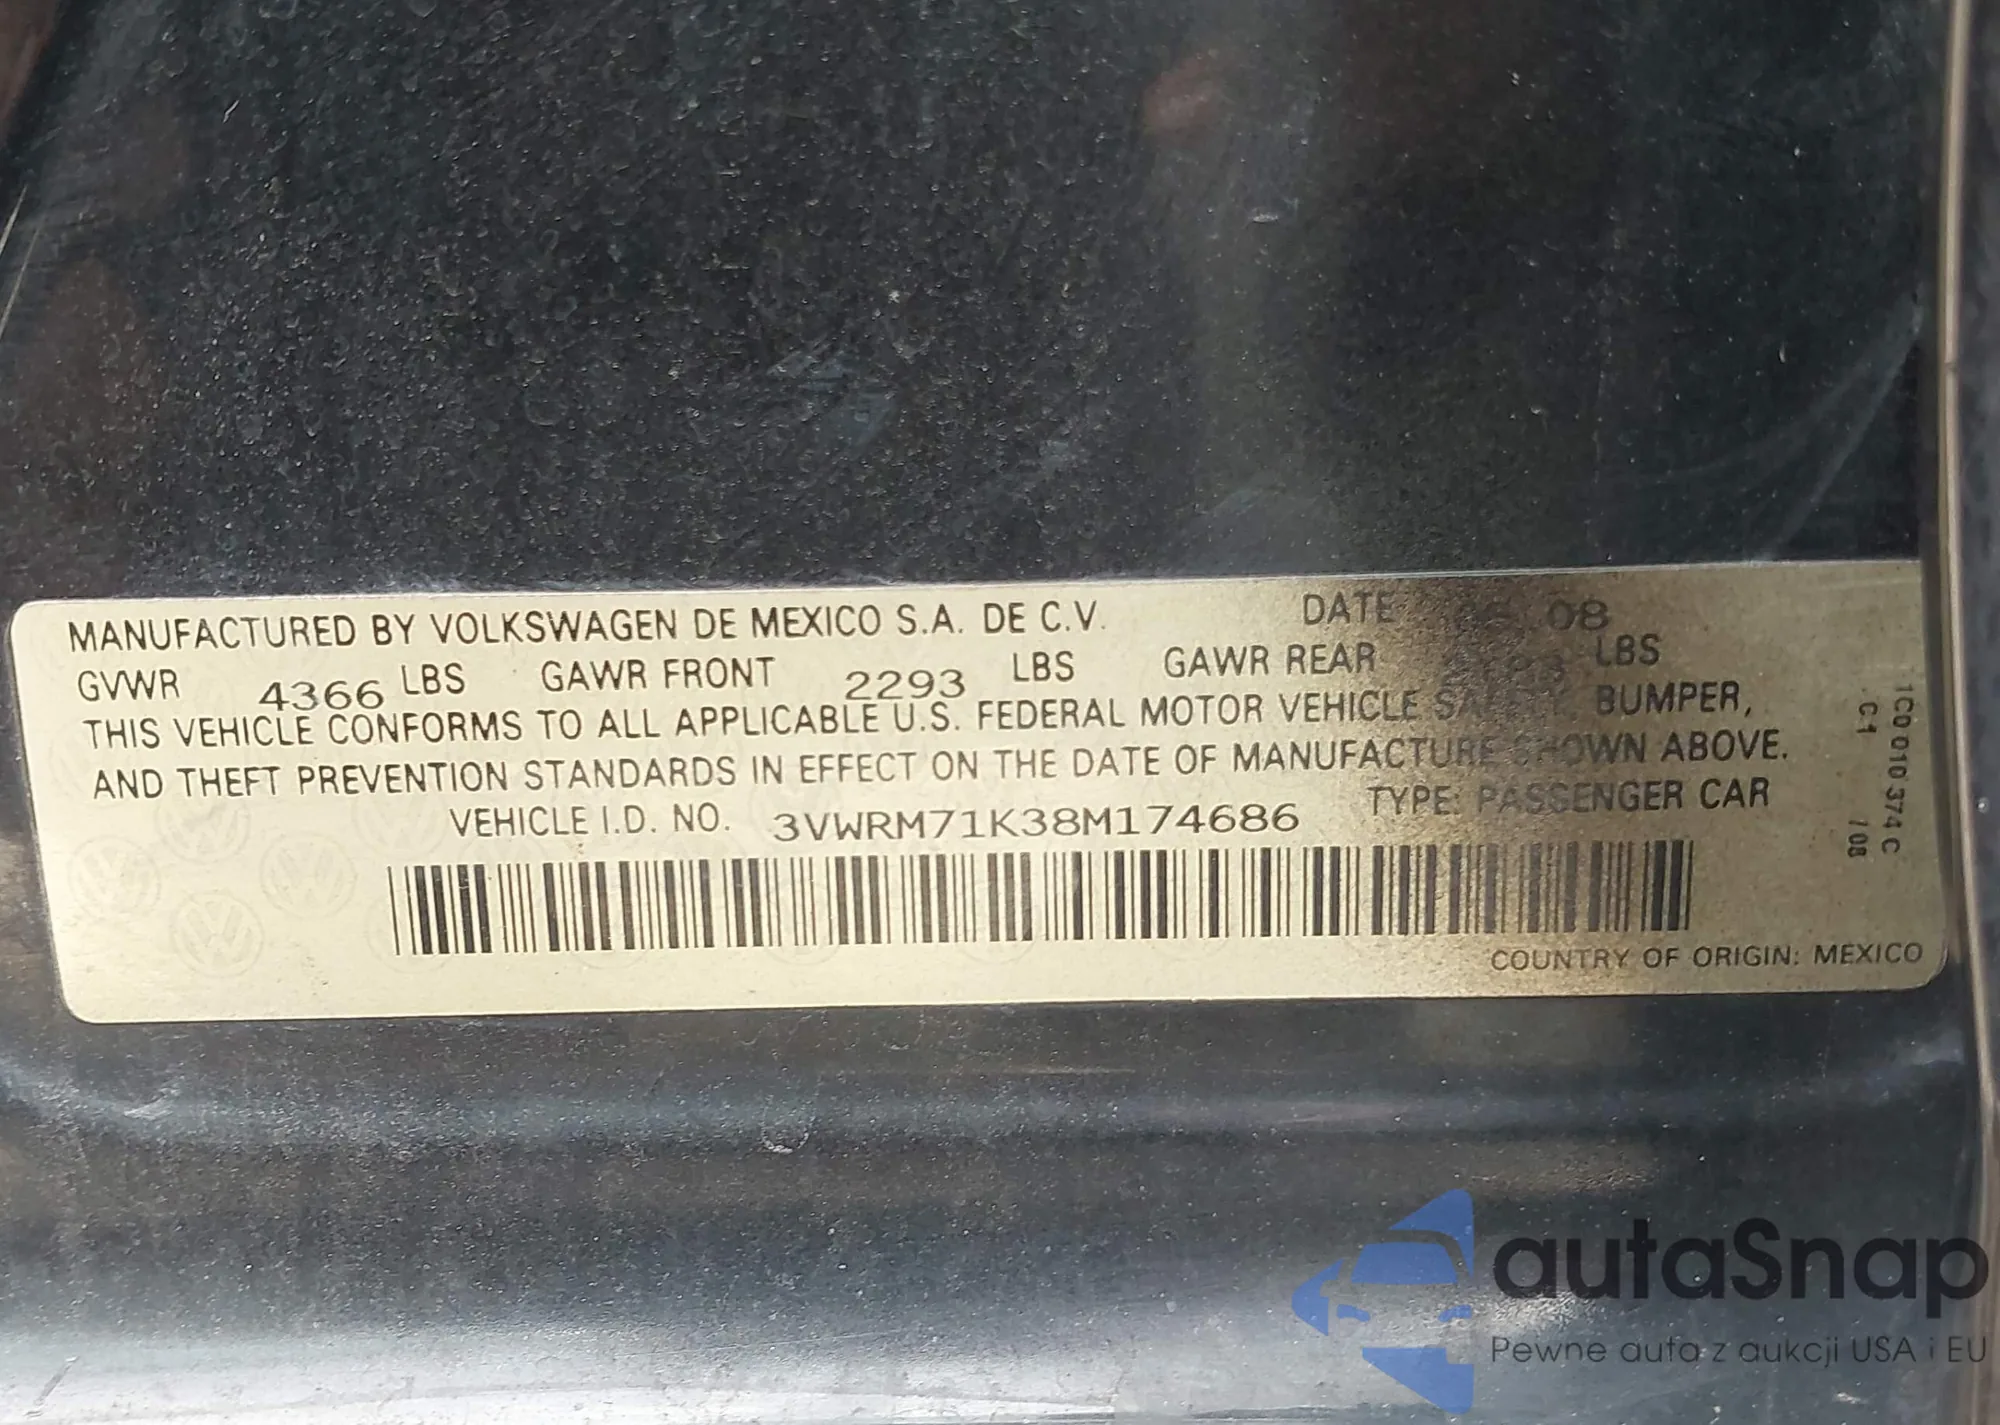 MANUFACTURED BY VOLKSWAGEN DE MEXICO S.A. DE C.V. DATE 08
GVWR 4366 LBS GAWR FRONT 2293 LBS GAWR REAR LBS
THIS VEHICLE CONFORMS TO ALL APPLICABLE U.S. FEDERAL MOTOR VEHICLE SAFETY, BUMPER,
AND THEFT PREVENTION STANDARDS IN EFFECT ON THE DATE OF MANUFACTURE SHOWN ABOVE.
VEHICLE I.D. NO. 3VWRM71K38M174686 TYPE: PASSENGER CAR
COUNTRY OF ORIGIN: MEXICO
1C0 010 374 C
C1 / 08
autaSnap
Pewne auta z aukcji USA i EU